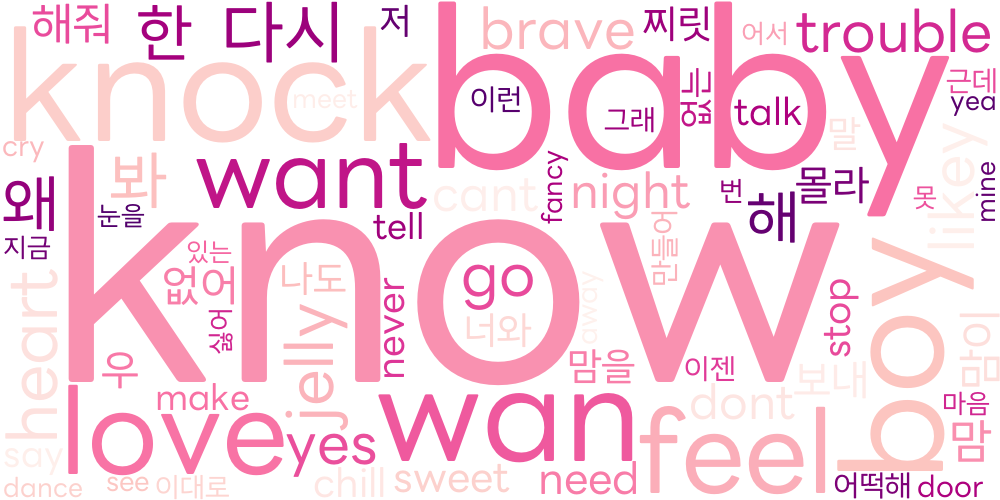 해줘 한 다시 저 brave 찌릿 어서 trouble
knock meet baby 이런 그래 없는 talk 근데 yea
cry 봐 want cant night 번 말 몰라 못 mine
왜 눈을 tell fancy 해 likey
지금 있는 know 만들어
heart 없어 나도 go boy
싫어 never 너와 away stop
우 jelly 맘을 이젠 보내 맘이
make dont 마음
love yes wan feel 맘
say sweet need
dance see 이대로 chill 어떡해 door